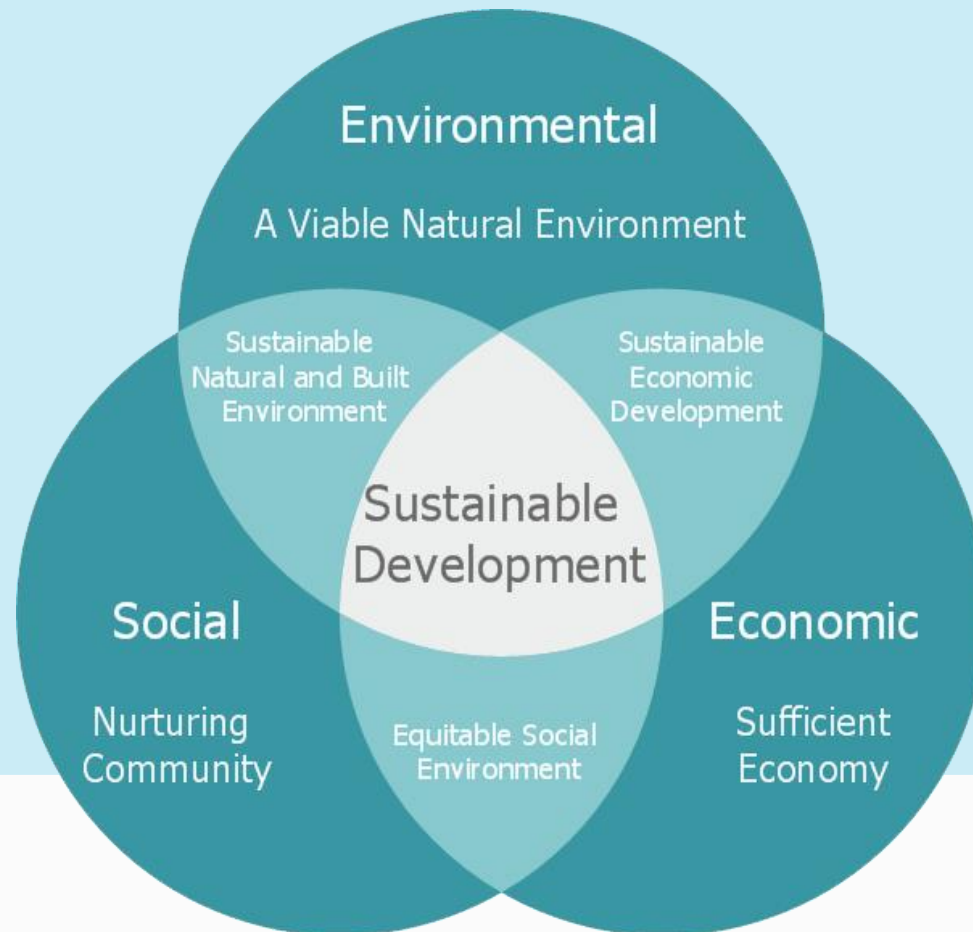 Environmental
A Viable Natural Environment
Sustainable
Natural and Built
Environment
Sustainable
Economic
Development
Sustainable
Development
Social
Nurturing
Community
Economic
Sufficient
Economy
Equitable Social
Environment